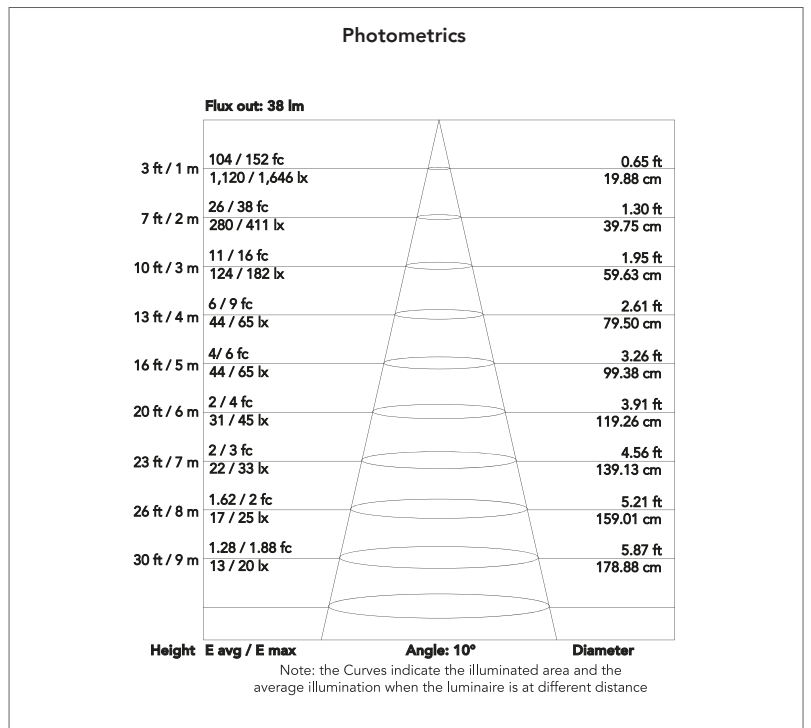 Photometrics
Flux out: 38 lm
104 / 152 fc
0.65 ft
3 ft / 1 m
1,120 / 1,646 lx
19.88 cm
26 / 38 fc
1.30 ft
7 ft / 2 m
280 / 411 lx
39.75 cm
11 / 16 fc
1.95 ft
10 ft / 3 m
124 / 182 lx
59.63 cm
6 / 9 fc
2.61 ft
13 ft / 4 m
44 / 65 lx
79.50 cm
4/ 6 fc
3.26 ft
16 ft / 5 m
44 / 65 lx
99.38 cm
2 / 4 fc
3.91 ft
20 ft / 6 m
31 / 45 lx
119.26 cm
2 / 3 fc
4.56 ft
23 ft / 7 m
22 / 33 lx
139.13 cm
1.62 / 2 fc
5.21 ft
26 ft / 8 m
17 / 25 lx
159.01 cm
1.28 / 1.88 fc
5.87 ft
30 ft / 9 m
13 / 20 lx
178.88 cm
Height E avg / E max Angle: 10° Diameter
Note: the Curves indicate the illuminated area and the
average illumination when the luminaire is at different distance